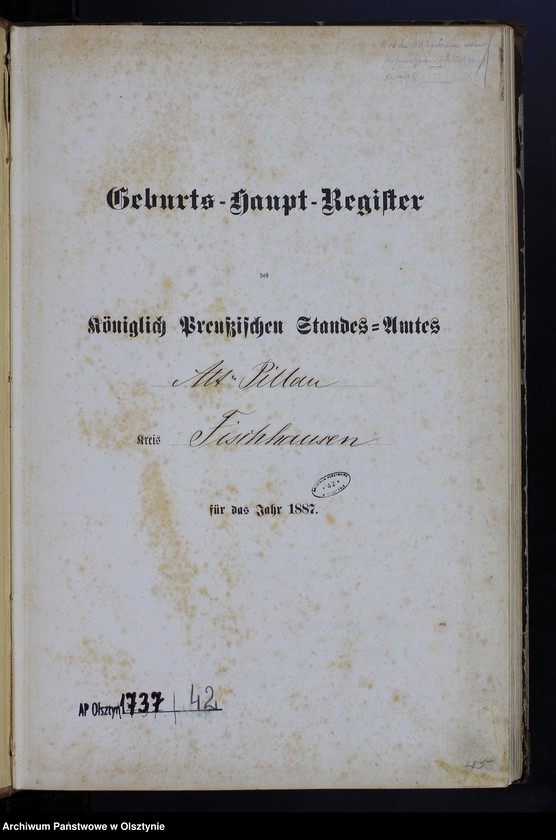 Geburts-Haupt-Register
des
Königlich Preußischen Standes-Amtes
Alt-Pillau
Kreis Fischhausen
für das Jahr 1887.
AP Olsztyn 1737 / 42
45
Archiwum Państwowe w Olsztynie